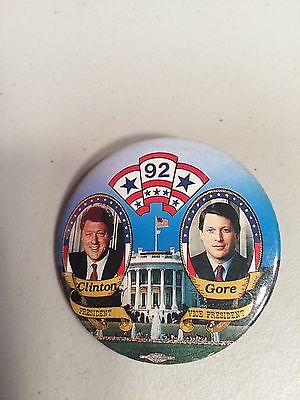 92
Clinton
Gore
PRESIDENT
VICE PRESIDENT